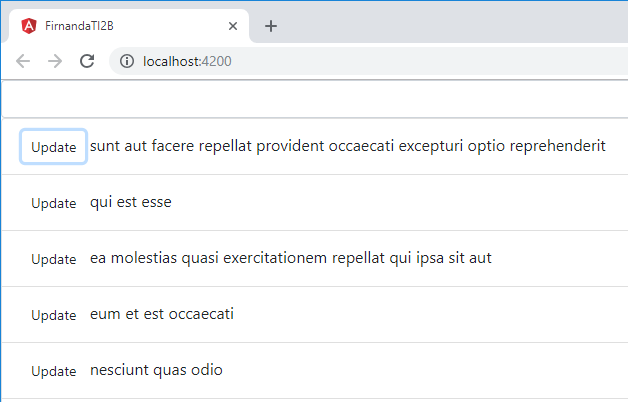 FirnandaTI2B
localhost:4200
Update sunt aut facere repellat provident occaecati excepturi optio reprehenderit
Update qui est esse
Update ea molestias quasi exercitationem repellat qui ipsa sit aut
Update eum et est occaecati
Update nesciunt quas odio